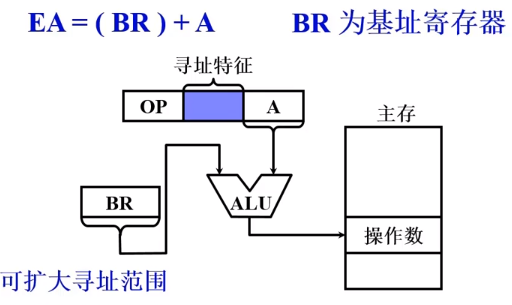 EA = ( BR ) + A BR 为基址寄存器
寻址特征
OP A 主存
BR ALU
操作数
可扩大寻址范围